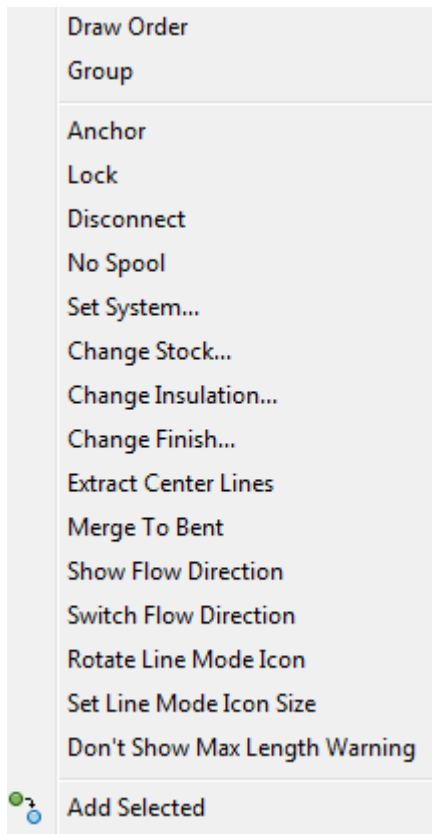 Draw Order
Group
Anchor
Lock
Disconnect
No Spool
Set System...
Change Stock...
Change Insulation...
Change Finish...
Extract Center Lines
Merge To Bent
Show Flow Direction
Switch Flow Direction
Rotate Line Mode Icon
Set Line Mode Icon Size
Don't Show Max Length Warning
Add Selected